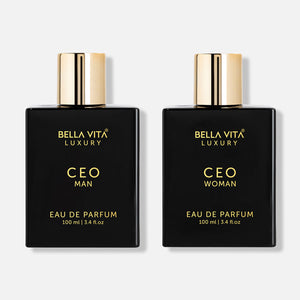 BELLA VITA®
LUXURY
CEO
MAN
EAU DE PARFUM
100 ml | 3.4 fl.oz
BELLA VITA®
LUXURY
CEO
WOMAN
EAU DE PARFUM
100 ml | 3.4 fl.oz